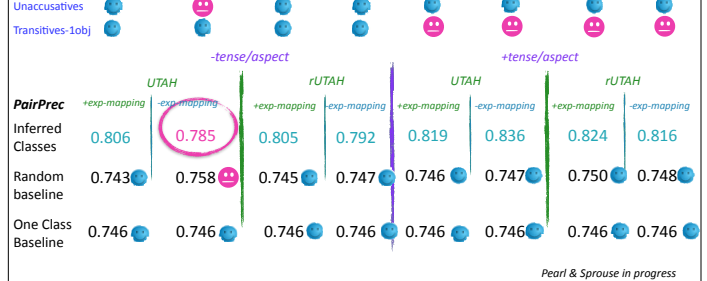 Unaccusatives
Transitives-1obj
-tense/aspect +tense/aspect
UTAH rUTAH UTAH rUTAH
PairPrec +exp-mapping -exp-mapping +exp-mapping -exp-mapping +exp-mapping -exp-mapping +exp-mapping -exp-mapping
Inferred
Classes 0.806 0.785 0.805 0.792 0.819 0.836 0.824 0.816
Random
baseline 0.743 0.758 0.745 0.747 0.746 0.747 0.750 0.748
One Class
Baseline 0.746 0.746 0.746 0.746 0.746 0.746 0.746 0.746
Pearl & Sprouse in progress